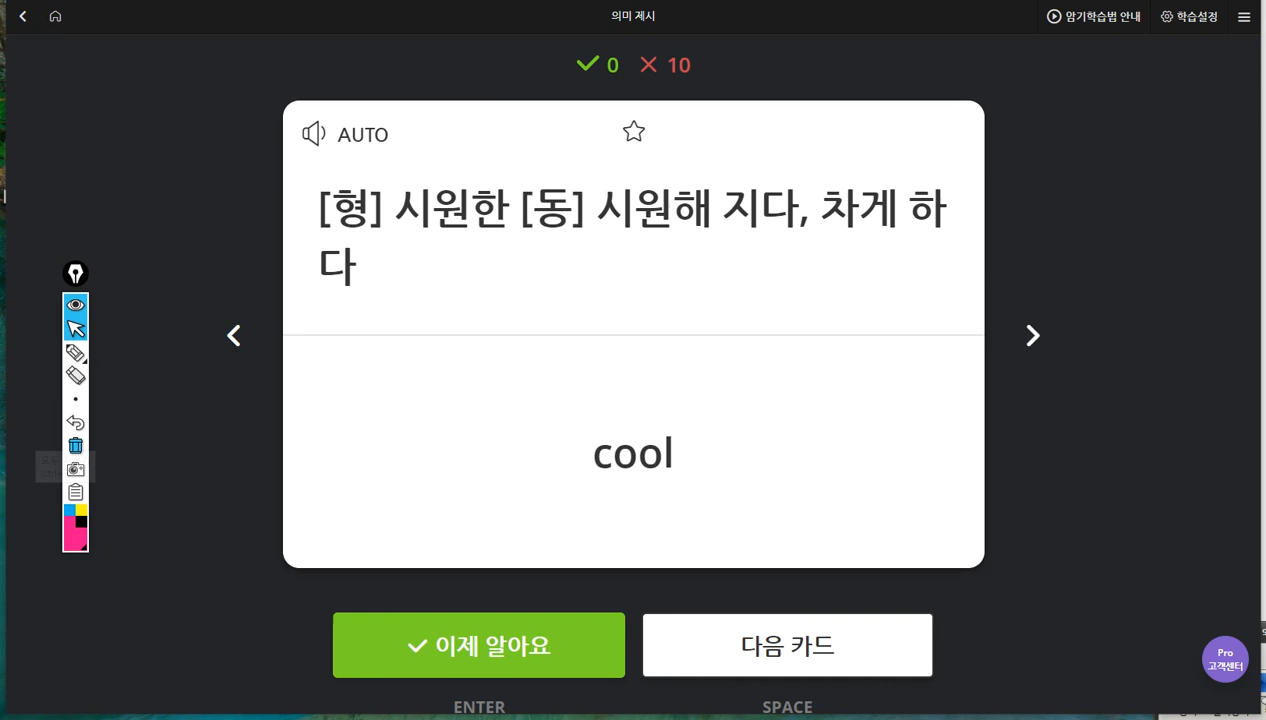 의미 제시
암기학습법 안내
학습설정
0
10
AUTO
[형] 시원한 [동] 시원해 지다, 차게 하
다
cool
이제 알아요
다음 카드
ENTER
SPACE
Pro
고객센터